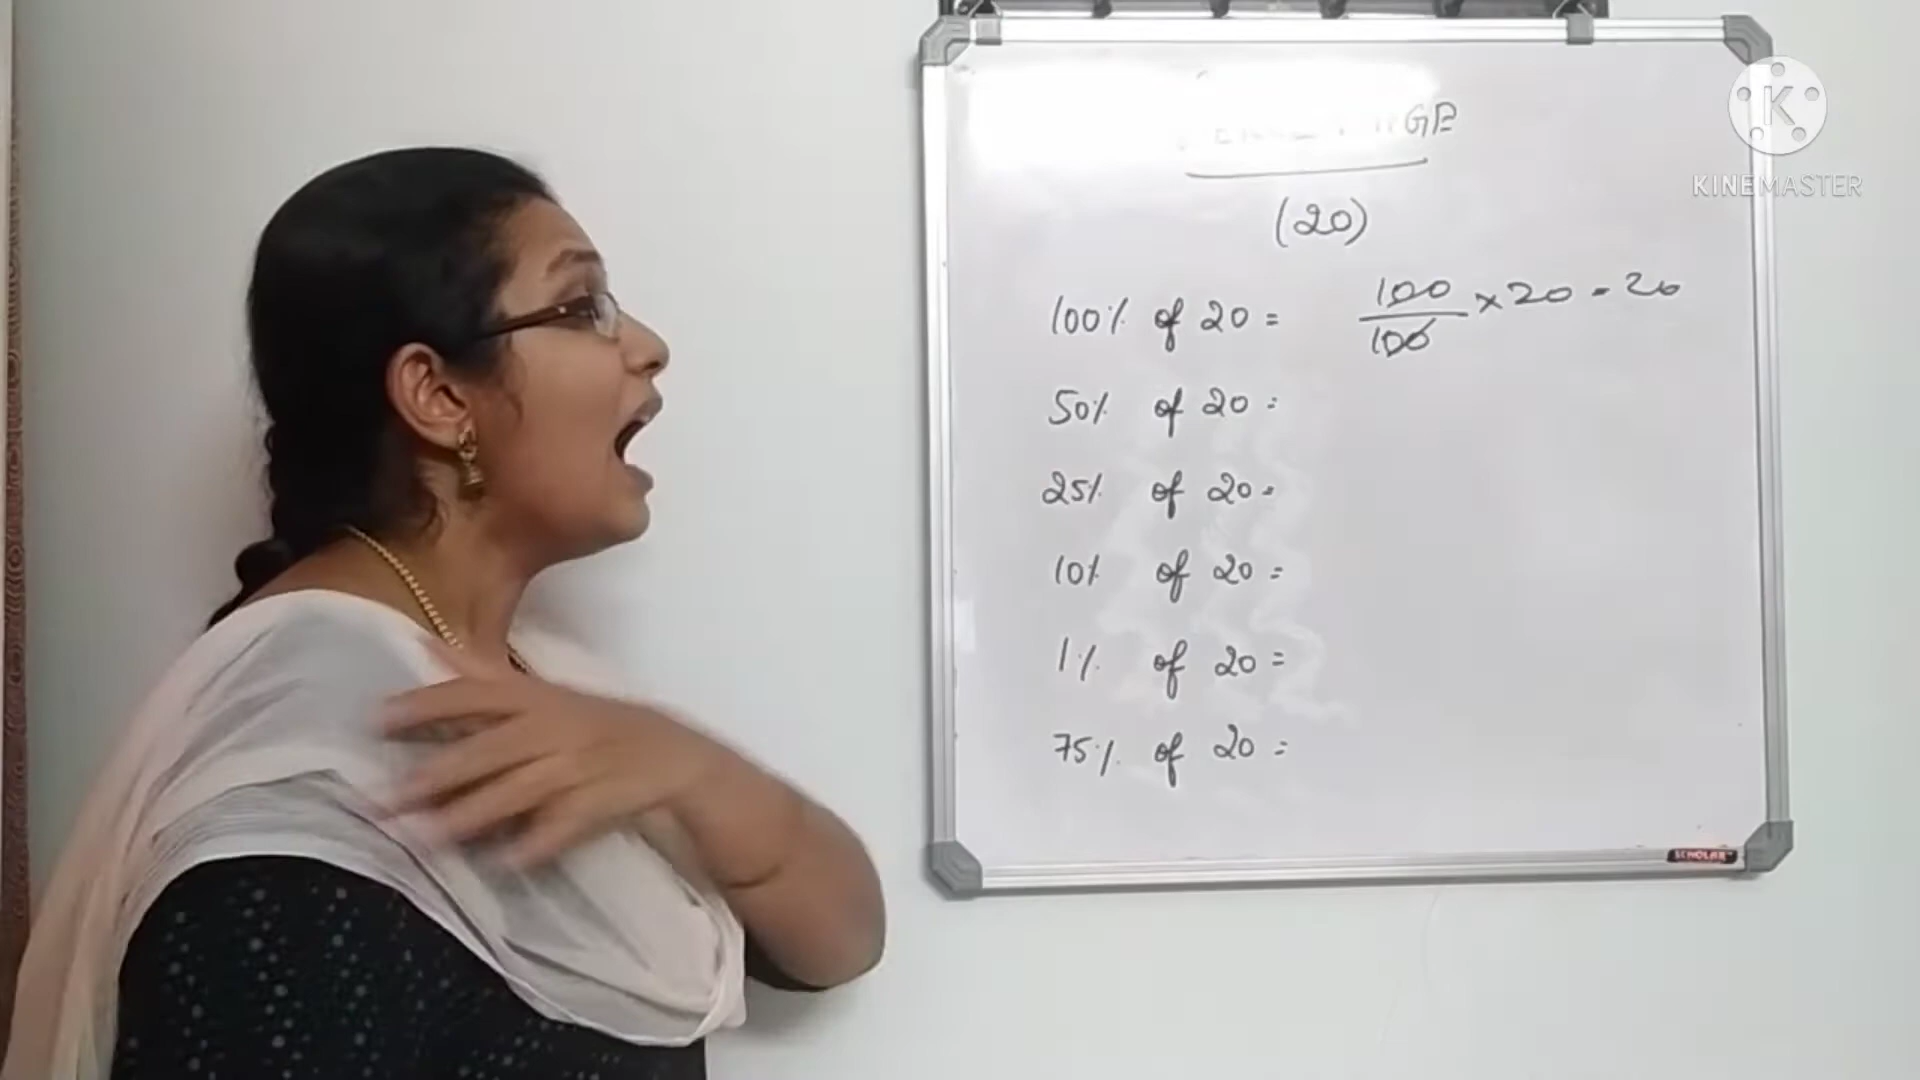 (20)
100% of 20 = 100/100 × 20 = 20
50% of 20 =
25% of 20 =
10% of 20 =
1% of 20 =
75% of 20 =
K
KINEMASTER
SCHOLAR